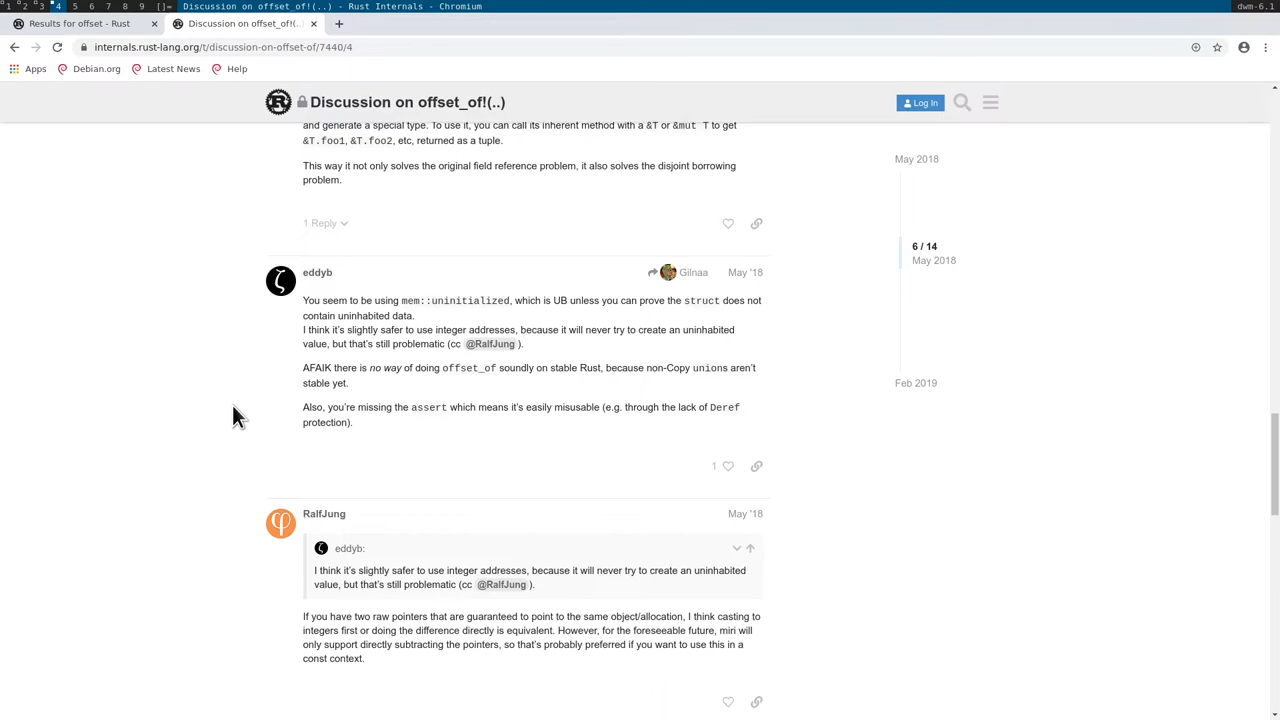 1 2 3 4 5 6 7 8 9 []= Discussion on offset_of!(..) - Rust Internals - Chromium dwm-6.1
Results for offset - Rust × Discussion on offset_of!(.. × +
internals.rust-lang.org/t/discussion-on-offset-of/7440/4
Apps Debian.org Latest News Help
Discussion on offset_of!(..) Log In
and generate a special type. To use it, you can call its inherent method with a &T or &mut T to get
&T.foo1, &T.foo2, etc, returned as a tuple.
May 2018
This way it not only solves the original field reference problem, it also solves the disjoint borrowing
problem.
1 Reply
6 / 14
May 2018
eddyb Gilnaa May '18
You seem to be using mem::uninitialized, which is UB unless you can prove the struct does not
contain uninhabited data.
I think it's slightly safer to use integer addresses, because it will never try to create an uninhabited
value, but that's still problematic (cc @RalfJung ).
AFAIK there is no way of doing offset_of soundly on stable Rust, because non-Copy unions aren't
stable yet.
Feb 2019
Also, you're missing the assert which means it's easily misusable (e.g. through the lack of Deref
protection).
1
RalfJung May '18
eddyb:
I think it's slightly safer to use integer addresses, because it will never try to create an uninhabited
value, but that's still problematic (cc @RalfJung ).
If you have two raw pointers that are guaranteed to point to the same object/allocation, I think casting to
integers first or doing the difference directly is equivalent. However, for the foreseeable future, miri will
only support directly subtracting the pointers, so that's probably preferred if you want to use this in a
const context.